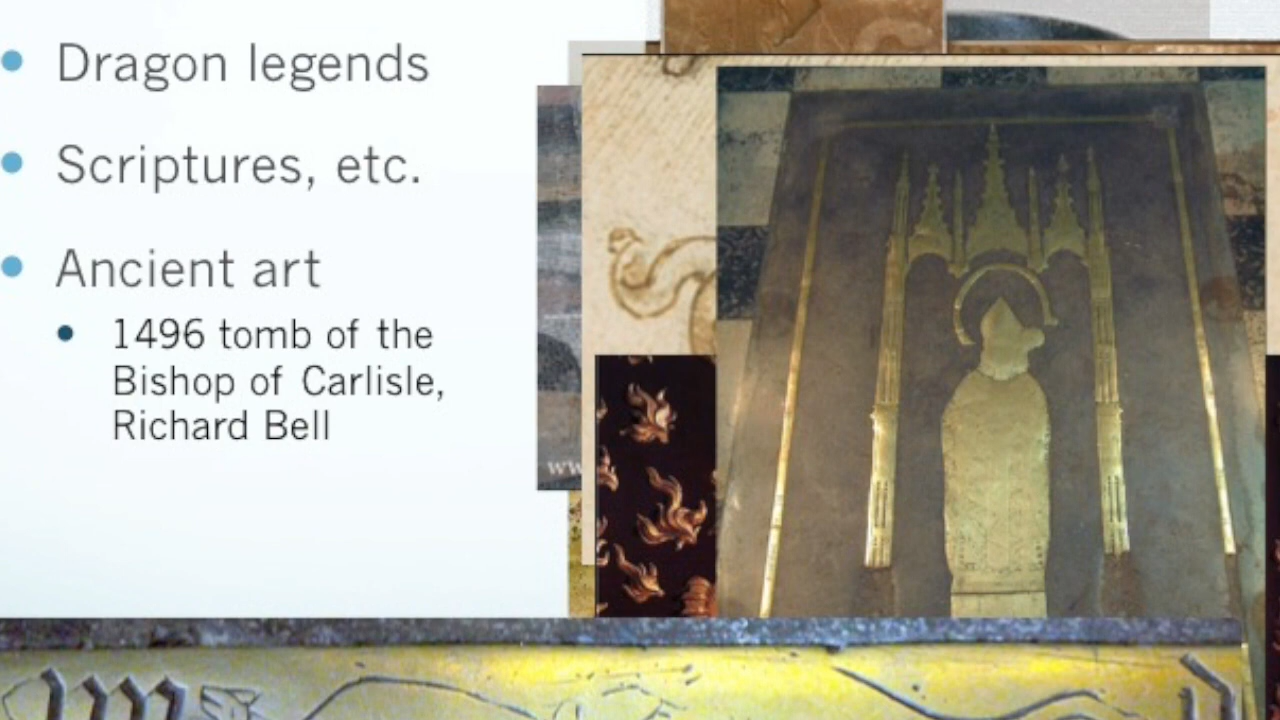 Dragon legends
Scriptures, etc.
Ancient art
1496 tomb of the
Bishop of Carlisle,
Richard Bell